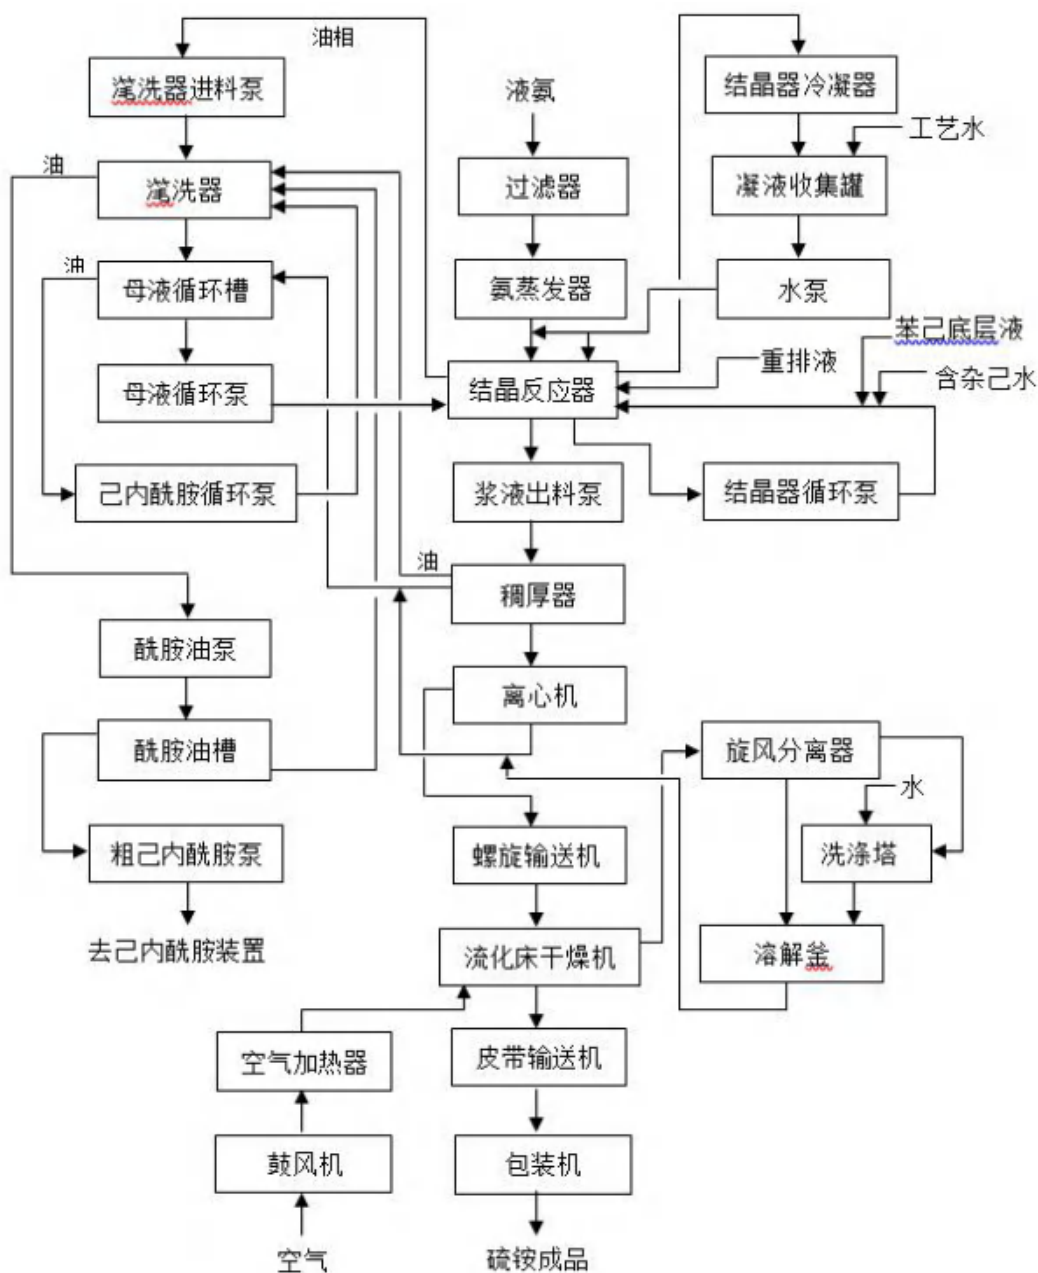 油相
滗洗器进料泵
液氨
结晶器冷凝器
工艺水
油
滗洗器
过滤器
凝液收集罐
油
母液循环槽
氨蒸发器
水泵
苯己底层液
重排液
母液循环泵
结晶反应器
含杂己水
己内酰胺循环泵
浆液出料泵
结晶器循环泵
油
稠厚器
酰胺油泵
离心机
酰胺油槽
旋风分离器
水
粗己内酰胺泵
螺旋输送机
洗涤塔
去己内酰胺装置
流化床干燥机
溶解釜
空气加热器
皮带输送机
鼓风机
包装机
空气
硫铵成品